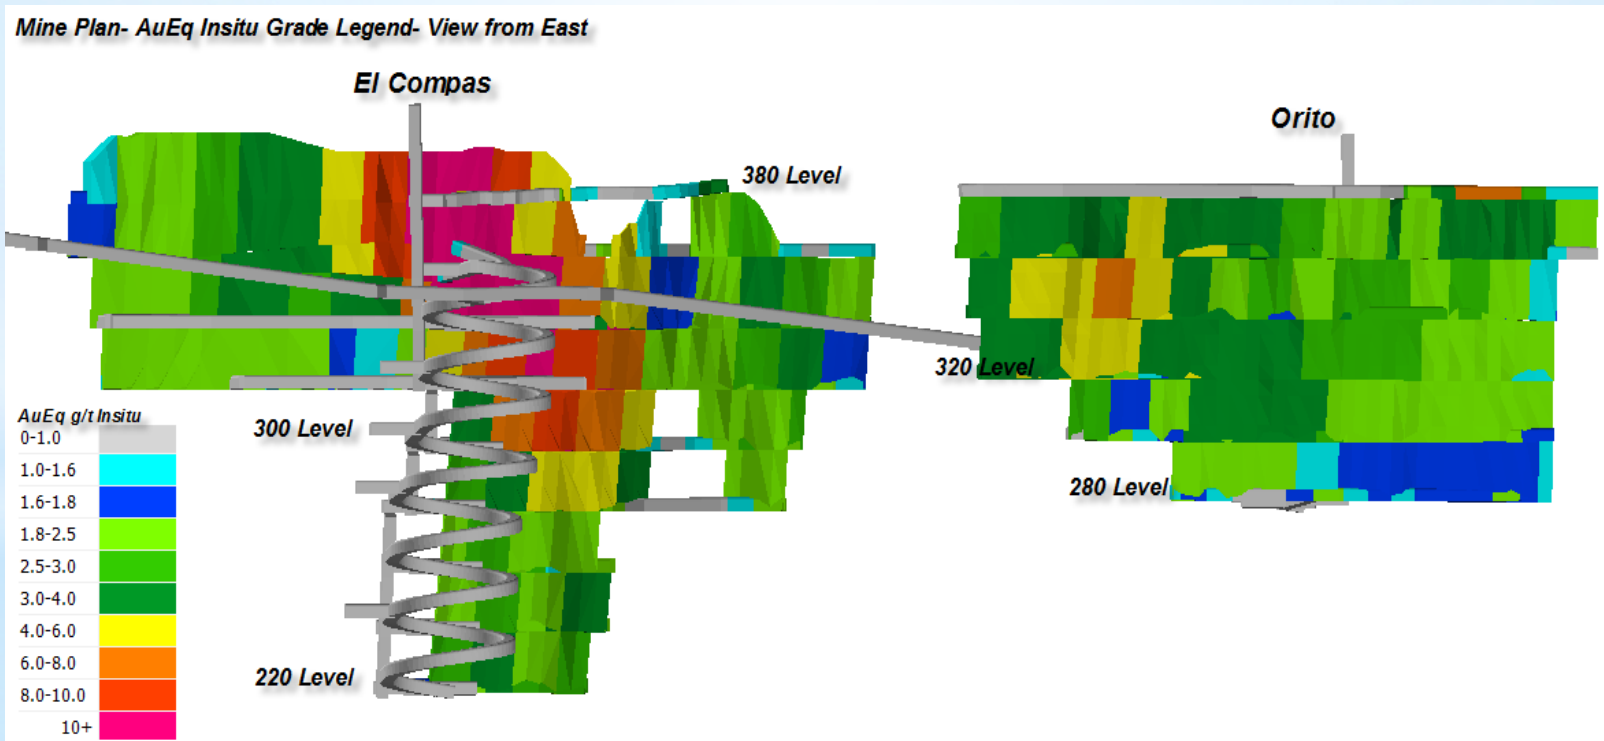 Mine Plan- AuEq Insitu Grade Legend- View from East
El Compas
Orito
380 Level
320 Level
300 Level
280 Level
220 Level
AuEq g/t Insitu
0-1.0
1.0-1.6
1.6-1.8
1.8-2.5
2.5-3.0
3.0-4.0
4.0-6.0
6.0-8.0
8.0-10.0
10+